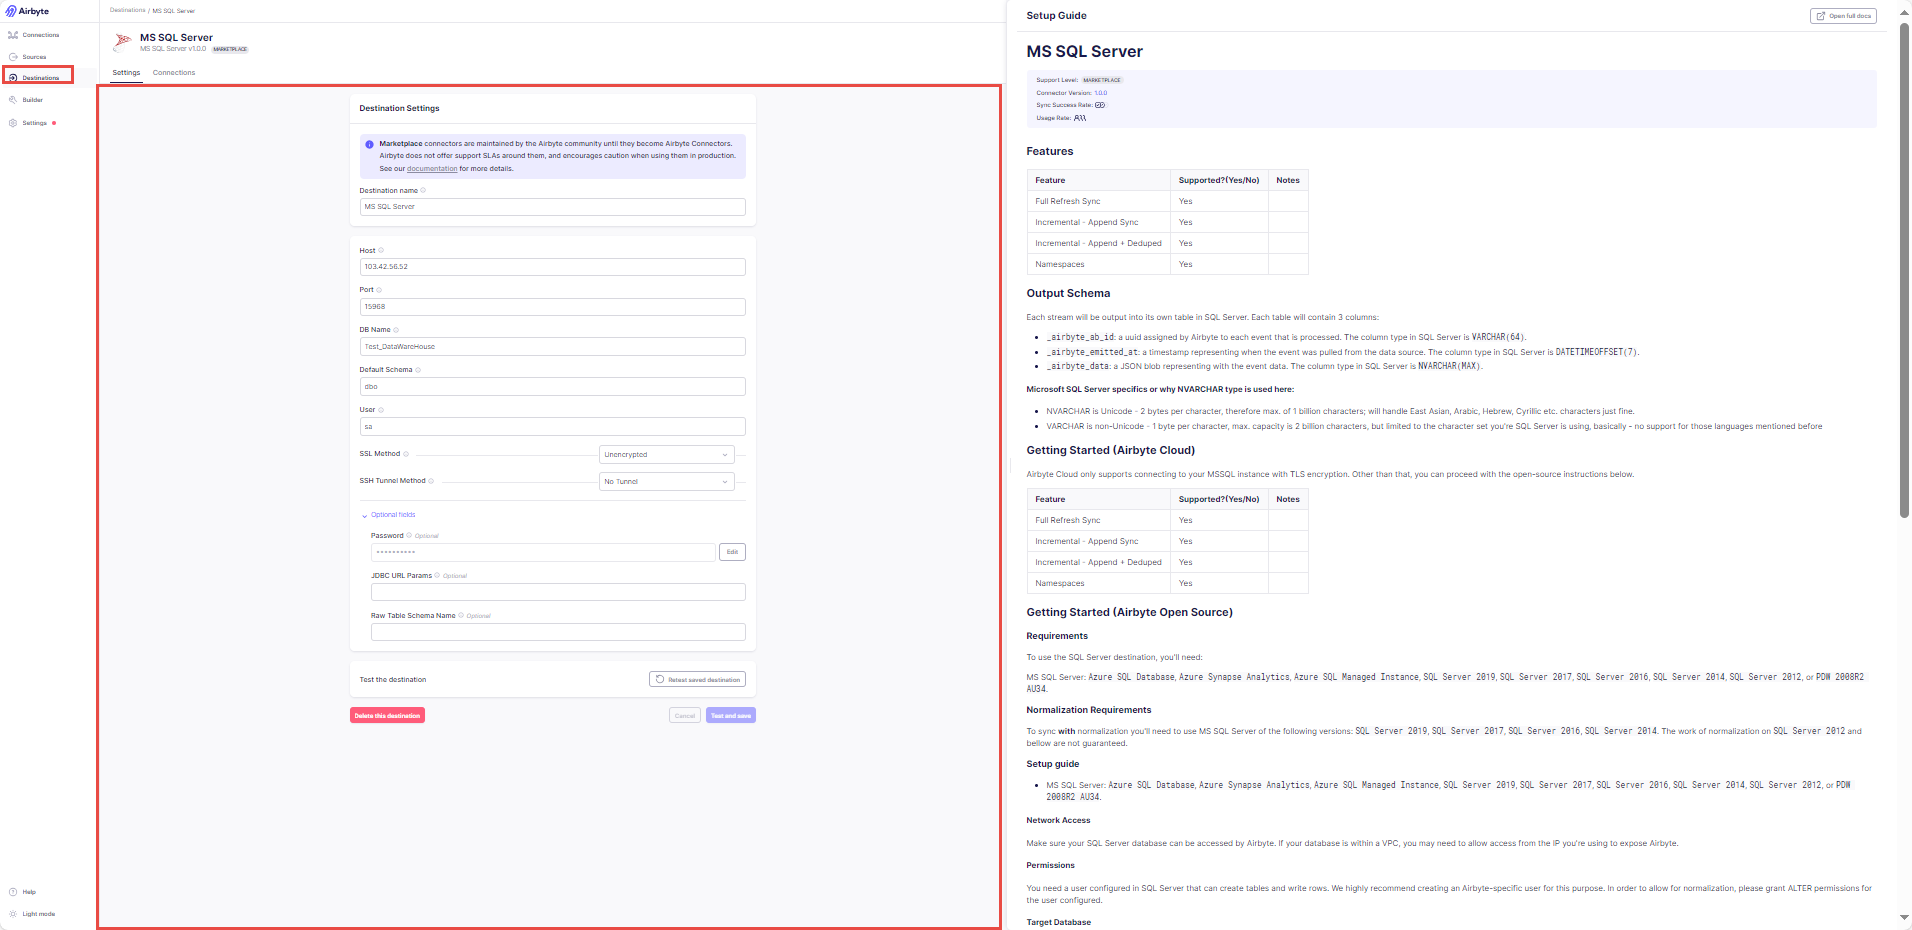 Airbyte
Connections
Sources
Destinations
Builder
Settings
Help
Light mode
Destinations / MS SQL Server
MS SQL Server
MS SQL Server v1.0.0 MARKETPLACE
Settings Connections
Destination Settings
Marketplace connectors are maintained by the Airbyte community until they become Airbyte Connectors.
Airbyte does not offer support SLAs around them, and encourages caution when using them in production.
See our documentation for more details.
Destination name
MS SQL Server
Host
103.42.56.52
Port
15968
DB Name
Test_DataWareHouse
Default Schema
dbo
User
sa
SSL Method Unencrypted
SSH Tunnel Method No Tunnel
Optional fields
Password Optional
•••••••••• Edit
JDBC URL Params Optional
Raw Table Schema Name Optional
Test the destination Retest saved destination
Delete this destination Cancel Test and save
Setup Guide Open full docs
MS SQL Server
Support Level: MARKETPLACE
Connector Version: 1.0.0
Sync Success Rate:
Usage Rate:
Features
Feature Supported?(Yes/No) Notes
Full Refresh Sync Yes
Incremental - Append Sync Yes
Incremental - Append + Deduped Yes
Namespaces Yes
Output Schema
Each stream will be output into its own table in SQL Server. Each table will contain 3 columns:
• _airbyte_ab_id: a uuid assigned by Airbyte to each event that is processed. The column type in SQL Server is VARCHAR(64).
• _airbyte_emitted_at: a timestamp representing when the event was pulled from the data source. The column type in SQL Server is DATETIMEOFFSET(7).
• _airbyte_data: a JSON blob representing with the event data. The column type in SQL Server is NVARCHAR(MAX).
Microsoft SQL Server specifics or why NVARCHAR type is used here:
• NVARCHAR is Unicode - 2 bytes per character, therefore max. of 1 billion characters; will handle East Asian, Arabic, Hebrew, Cyrillic etc. characters just fine.
• VARCHAR is non-Unicode - 1 byte per character, max. capacity is 2 billion characters, but limited to the character set you're SQL Server is using, basically - no support for those languages mentioned before
Getting Started (Airbyte Cloud)
Airbyte Cloud only supports connecting to your MSSQL instance with TLS encryption. Other than that, you can proceed with the open-source instructions below.
Feature Supported?(Yes/No) Notes
Full Refresh Sync Yes
Incremental - Append Sync Yes
Incremental - Append + Deduped Yes
Namespaces Yes
Getting Started (Airbyte Open Source)
Requirements
To use the SQL Server destination, you'll need:
MS SQL Server: Azure SQL Database, Azure Synapse Analytics, Azure SQL Managed Instance, SQL Server 2019, SQL Server 2017, SQL Server 2016, SQL Server 2014, SQL Server 2012, or PDW 2008R2
AU34.
Normalization Requirements
To sync with normalization you'll need to use MS SQL Server of the following versions: SQL Server 2019, SQL Server 2017, SQL Server 2016, SQL Server 2014. The work of normalization on SQL Server 2012 and
bellow are not guaranteed.
Setup guide
• MS SQL Server: Azure SQL Database, Azure Synapse Analytics, Azure SQL Managed Instance, SQL Server 2019, SQL Server 2017, SQL Server 2016, SQL Server 2014, SQL Server 2012, or PDW
2008R2 AU34.
Network Access
Make sure your SQL Server database can be accessed by Airbyte. If your database is within a VPC, you may need to allow access from the IP you're using to expose Airbyte.
Permissions
You need a user configured in SQL Server that can create tables and write rows. We highly recommend creating an Airbyte-specific user for this purpose. In order to allow for normalization, please grant ALTER permissions for
the user configured.
Target Database